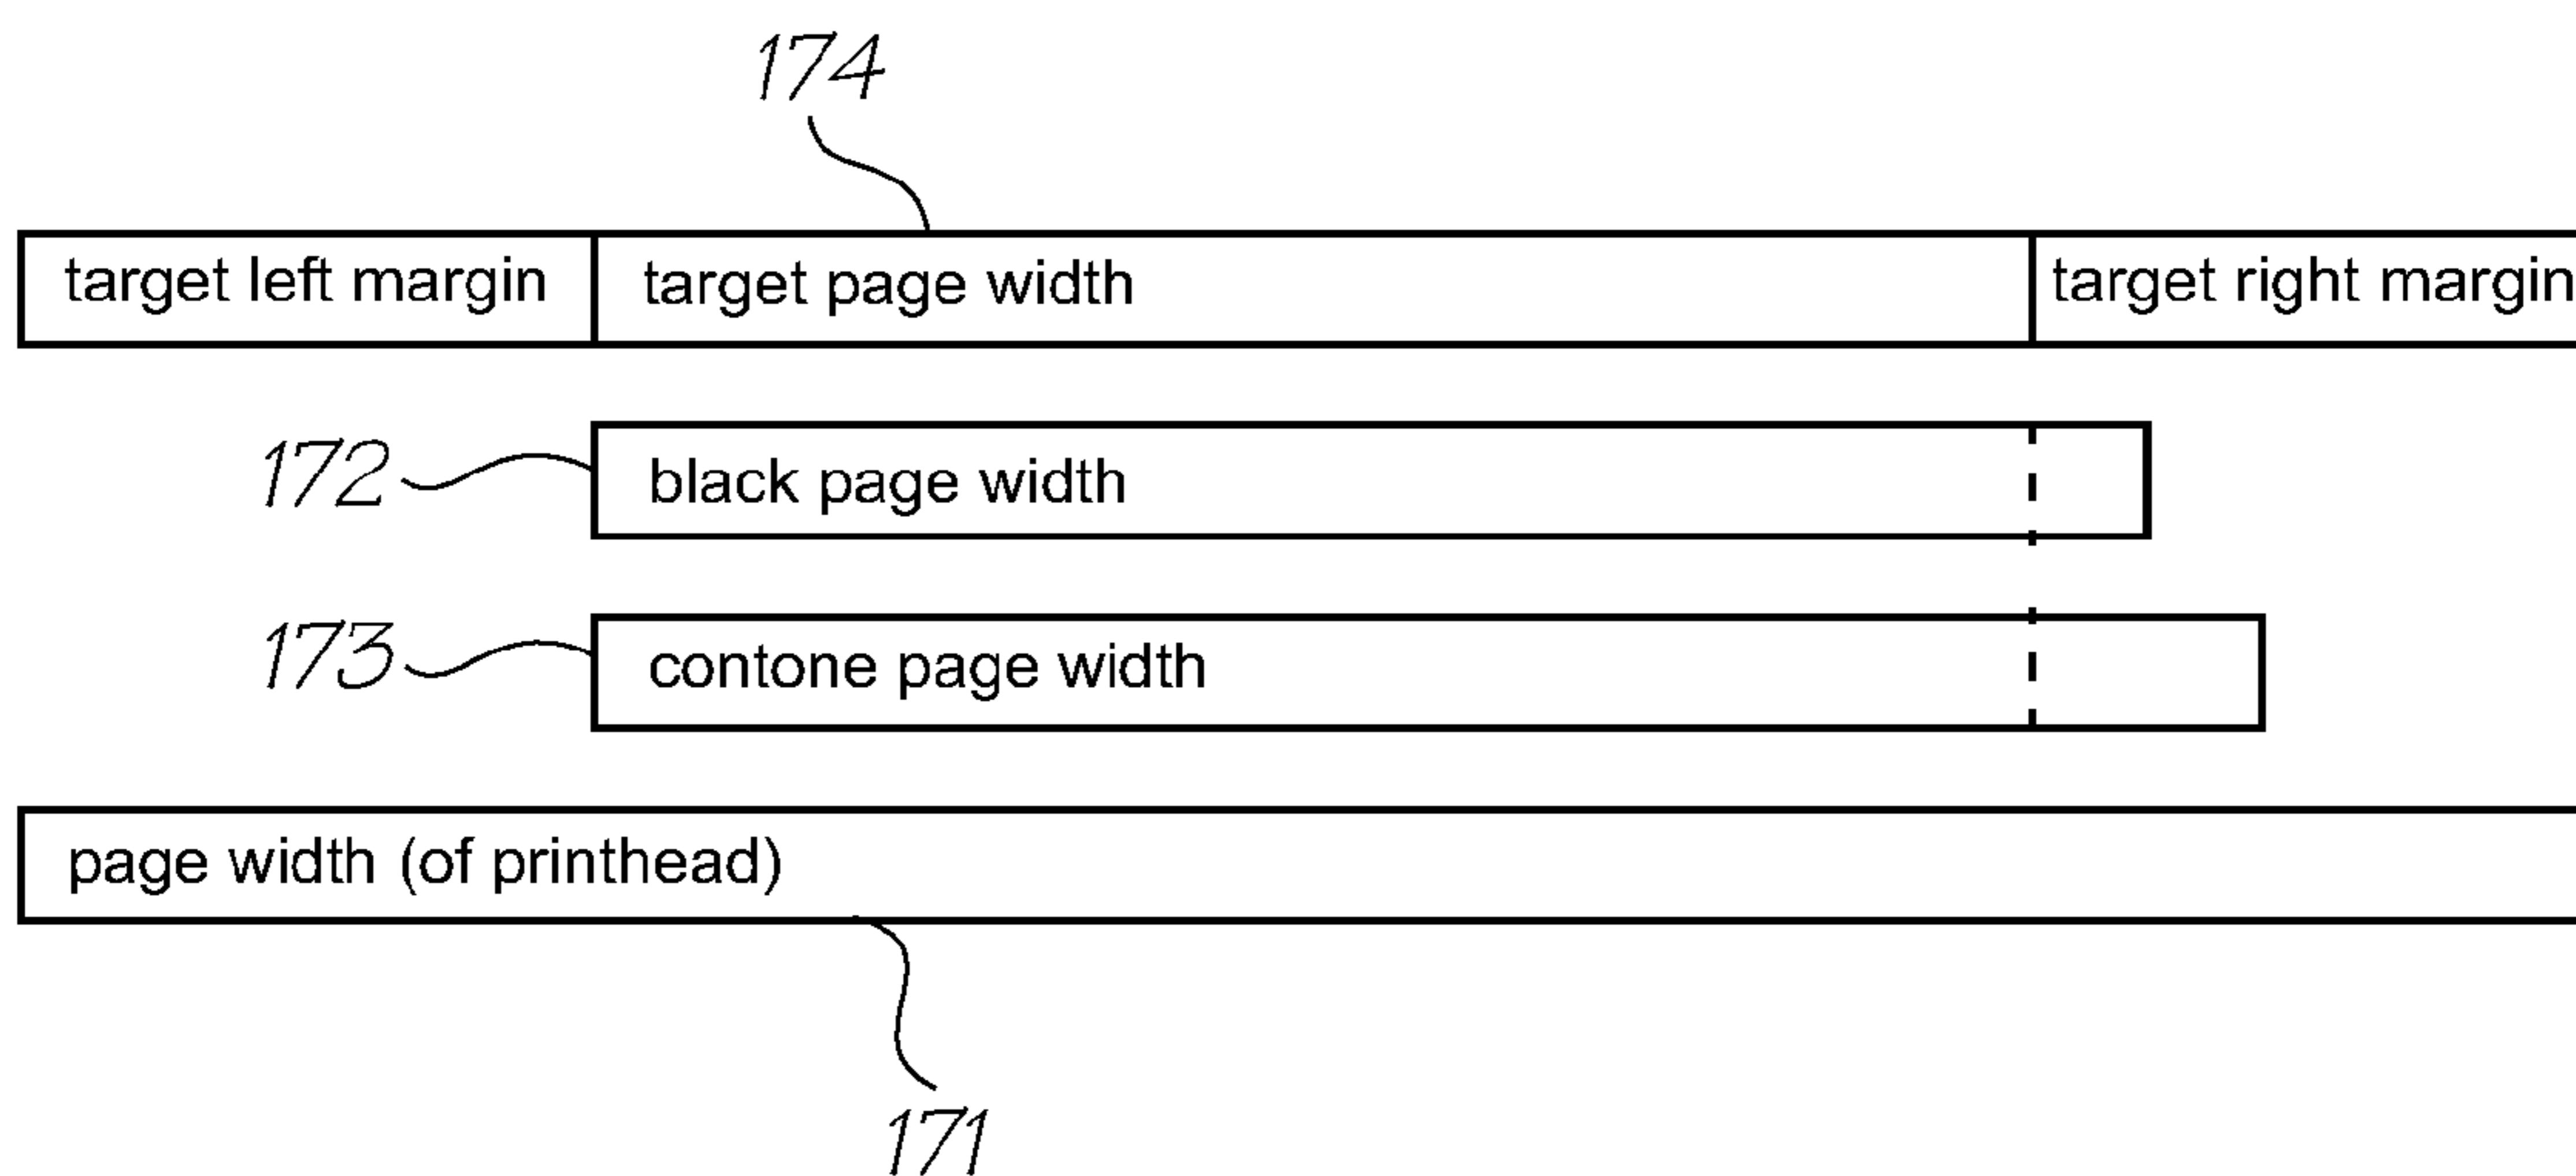 174
target left margin target page width target right margin
172 black page width
173 contone page width
page width (of printhead)
171